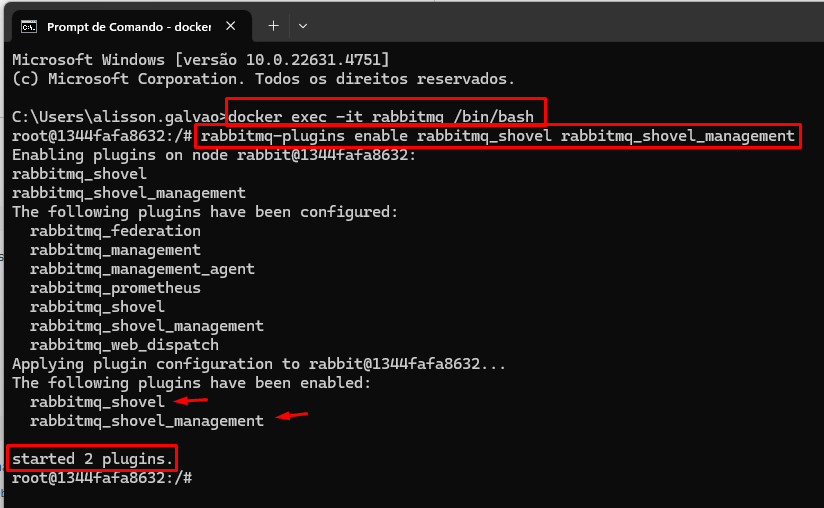 Prompt de Comando - docker
Microsoft Windows [versão 10.0.22631.4751]
(c) Microsoft Corporation. Todos os direitos reservados.
C:\Users\alisson.galvao>docker exec -it rabbitmq /bin/bash
root@1344fafa8632:/# rabbitmq-plugins enable rabbitmq_shovel rabbitmq_shovel_management
Enabling plugins on node rabbit@1344fafa8632:
rabbitmq_shovel
rabbitmq_shovel_management
The following plugins have been configured:
  rabbitmq_federation
  rabbitmq_management
  rabbitmq_management_agent
  rabbitmq_prometheus
  rabbitmq_shovel
  rabbitmq_shovel_management
  rabbitmq_web_dispatch
Applying plugin configuration to rabbit@1344fafa8632...
The following plugins have been enabled:
  rabbitmq_shovel
  rabbitmq_shovel_management
started 2 plugins.
root@1344fafa8632:/#